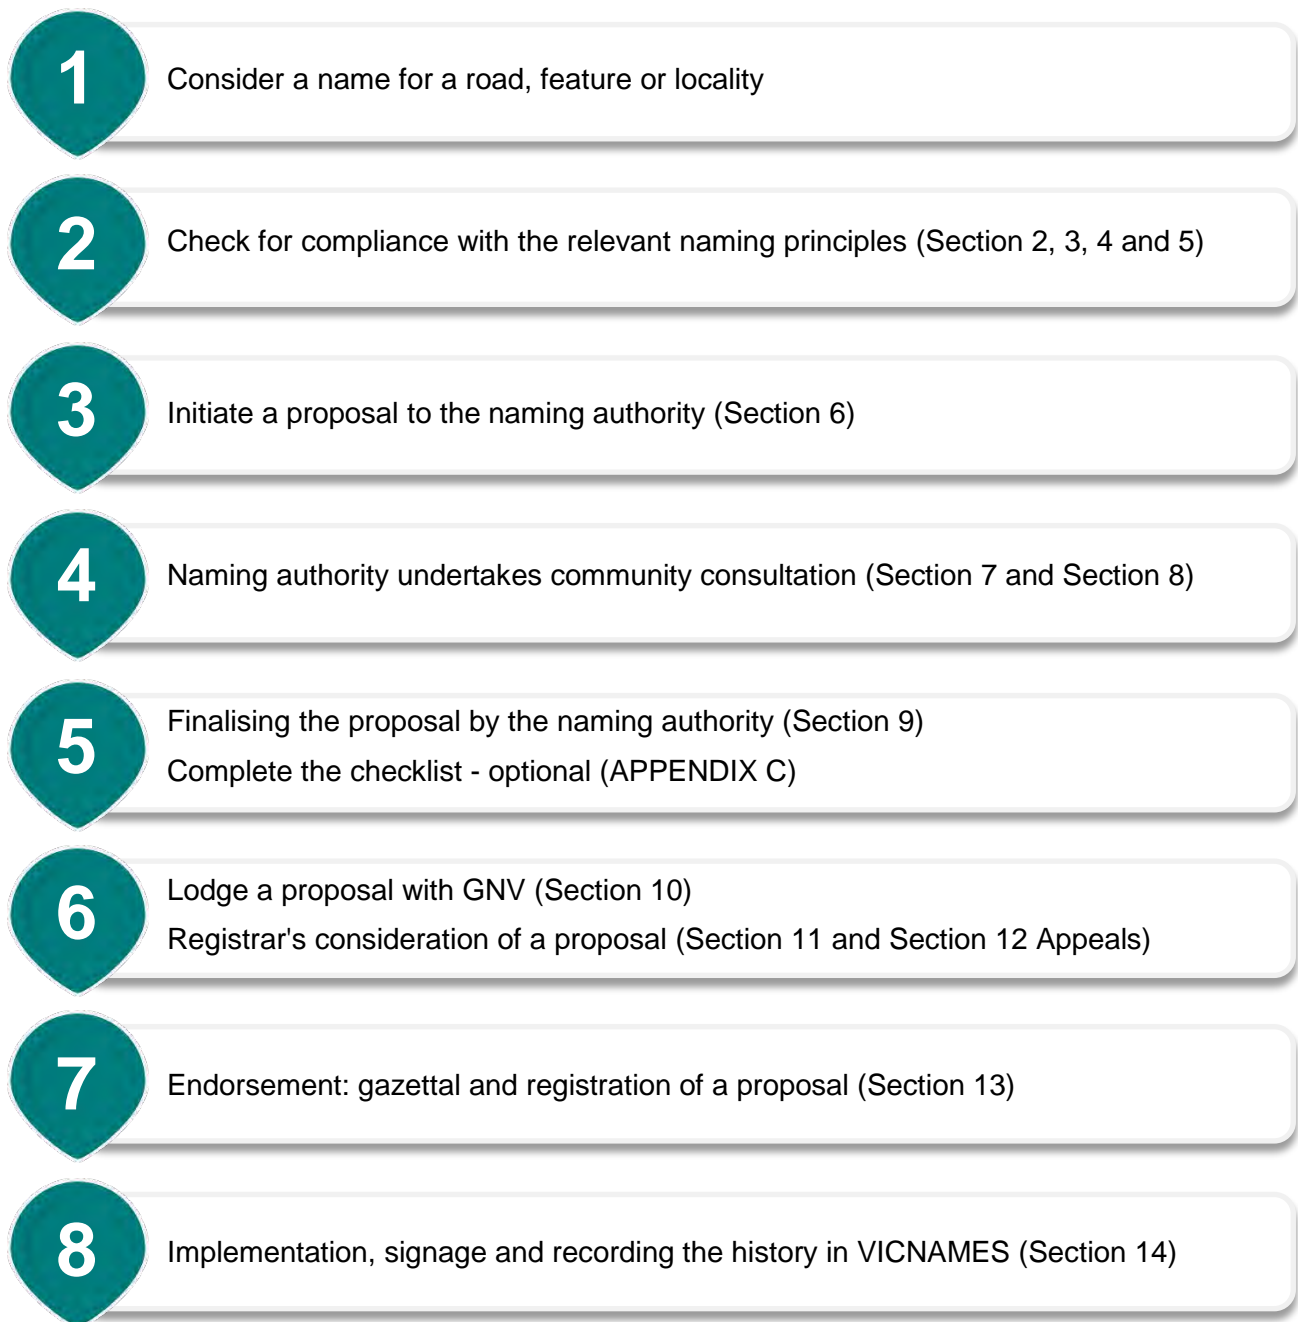 1
Consider a name for a road, feature or locality
2
Check for compliance with the relevant naming principles (Section 2, 3, 4 and 5)
3
Initiate a proposal to the naming authority (Section 6)
4
Naming authority undertakes community consultation (Section 7 and Section 8)
5
Finalising the proposal by the naming authority (Section 9)
Complete the checklist - optional (APPENDIX C)
6
Lodge a proposal with GNV (Section 10)
Registrar's consideration of a proposal (Section 11 and Section 12 Appeals)
7
Endorsement: gazettal and registration of a proposal (Section 13)
8
Implementation, signage and recording the history in VICNAMES (Section 14)